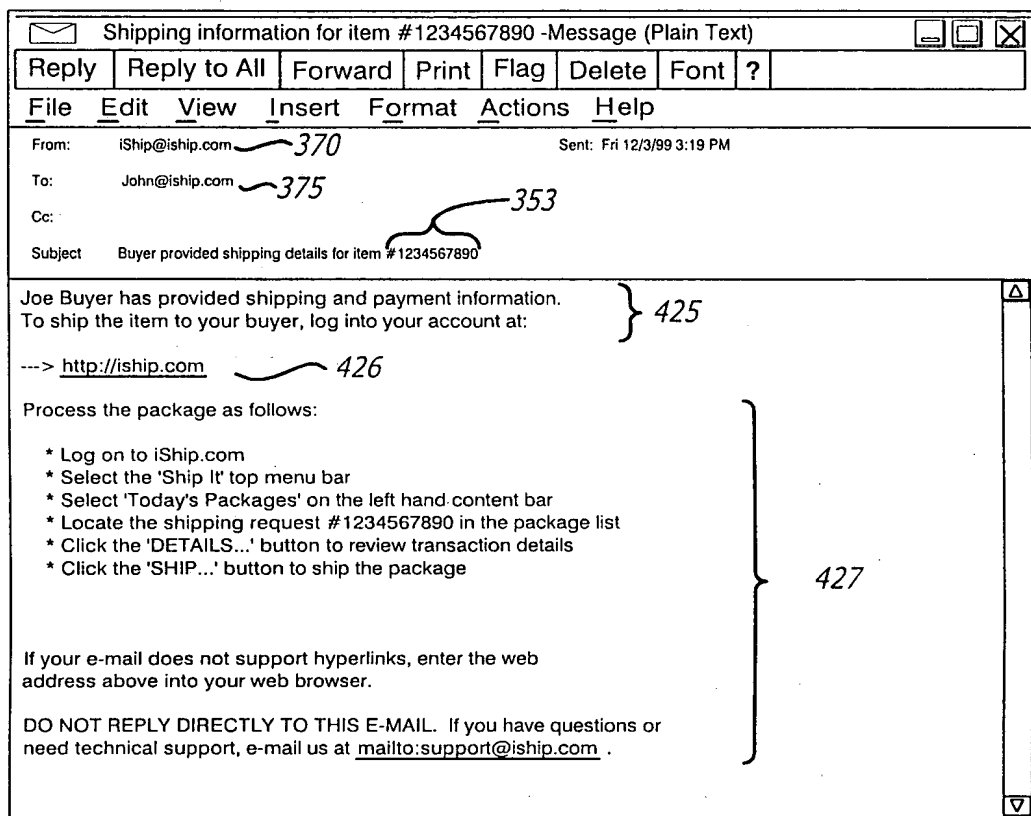 Shipping information for item #1234567890 -Message (Plain Text)
Reply Reply to All Forward Print Flag Delete Font ?
File Edit View Insert Format Actions Help
From: iShip@iship.com 370 Sent: Fri 12/3/99 3:19 PM
To: John@iship.com 375
353
Cc:
Subject Buyer provided shipping details for item #1234567890
Joe Buyer has provided shipping and payment information.
To ship the item to your buyer, log into your account at:
425
---> http://iship.com 426
Process the package as follows:
* Log on to iShip.com
* Select the 'Ship It' top menu bar
* Select 'Today's Packages' on the left hand content bar
* Locate the shipping request #1234567890 in the package list
* Click the 'DETAILS...' button to review transaction details
* Click the 'SHIP...' button to ship the package
427
If your e-mail does not support hyperlinks, enter the web
address above into your web browser.
DO NOT REPLY DIRECTLY TO THIS E-MAIL. If you have questions or
need technical support, e-mail us at mailto:support@iship.com .